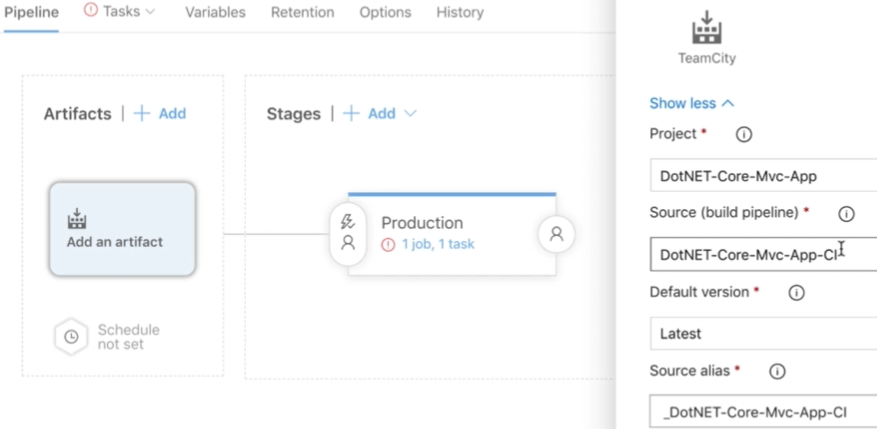 Pipeline Tasks Variables Retention Options History
Artifacts | + Add
Add an artifact
Schedule
not set
Stages | + Add
Production
1 job, 1 task
TeamCity
Show less
Project *
DotNET-Core-Mvc-App
Source (build pipeline) *
DotNET-Core-Mvc-App-CI
Default version *
Latest
Source alias *
_DotNET-Core-Mvc-App-CI